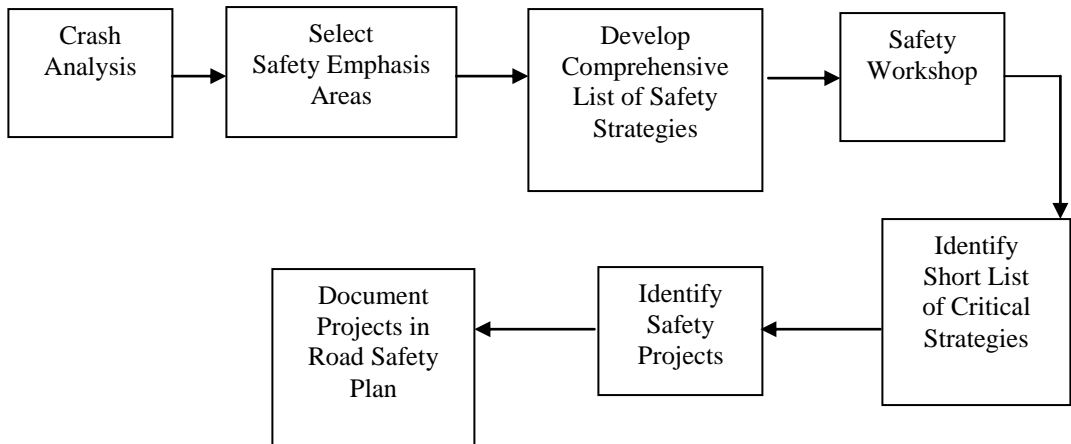 Crash
Analysis
Select
Safety Emphasis
Areas
Develop
Comprehensive
List of Safety
Strategies
Safety
Workshop
Identify
Short List
of Critical
Strategies
Identify
Safety
Projects
Document
Projects in
Road Safety
Plan